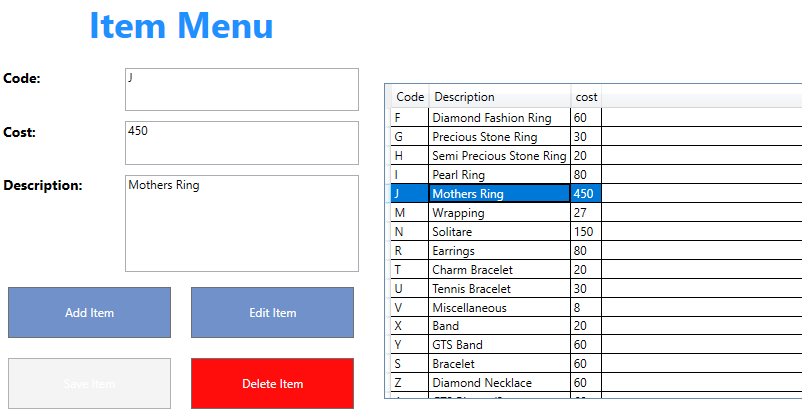 Item Menu
Code:
J
Cost:
450
Description:
Mothers Ring
Add Item
Edit Item
Save Item
Delete Item
Code Description cost
F Diamond Fashion Ring 60
G Precious Stone Ring 30
H Semi Precious Stone Ring 20
I Pearl Ring 80
J Mothers Ring 450
M Wrapping 27
N Solitare 150
R Earrings 80
T Charm Bracelet 20
U Tennis Bracelet 30
V Miscellaneous 8
X Band 20
Y GTS Band 60
S Bracelet 60
Z Diamond Necklace 60